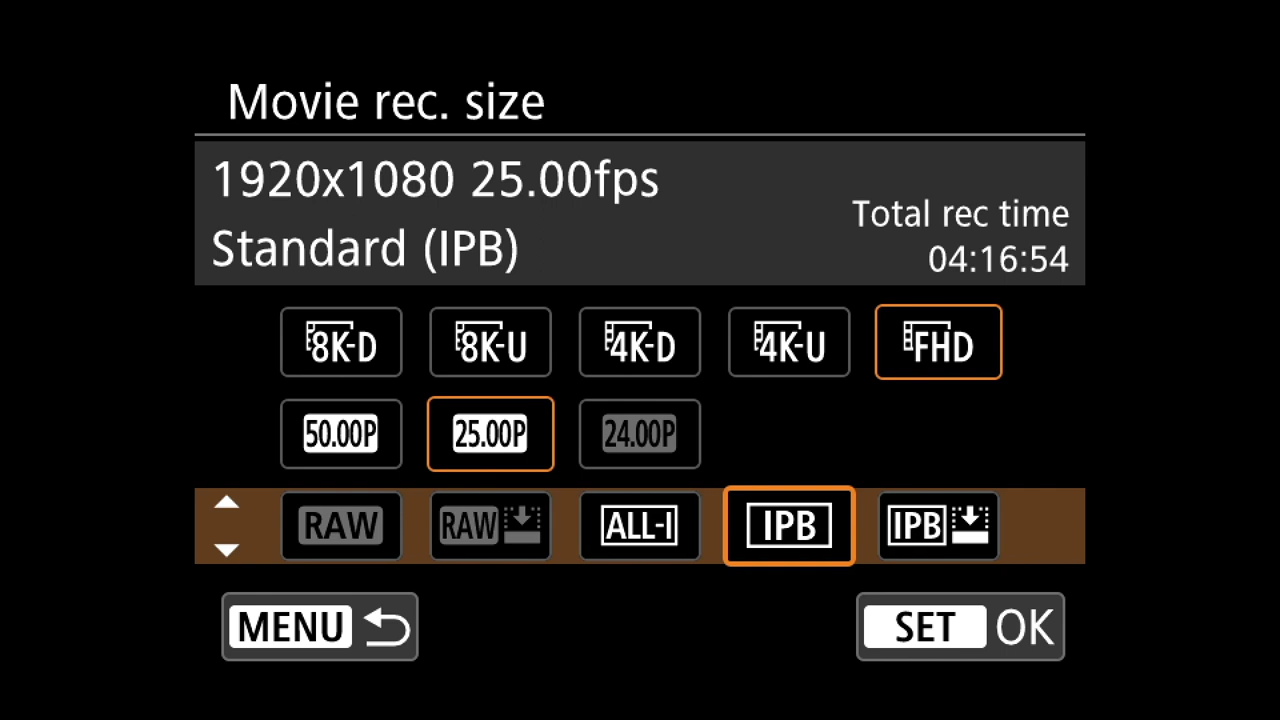 Movie rec. size
1920x1080 25.00fps
Standard (IPB)
Total rec time
04:16:54
8K-D 8K-U 4K-D 4K-U FHD
50.00P 25.00P 24.00P
RAW RAW ALL-I IPB IPB
MENU SET OK